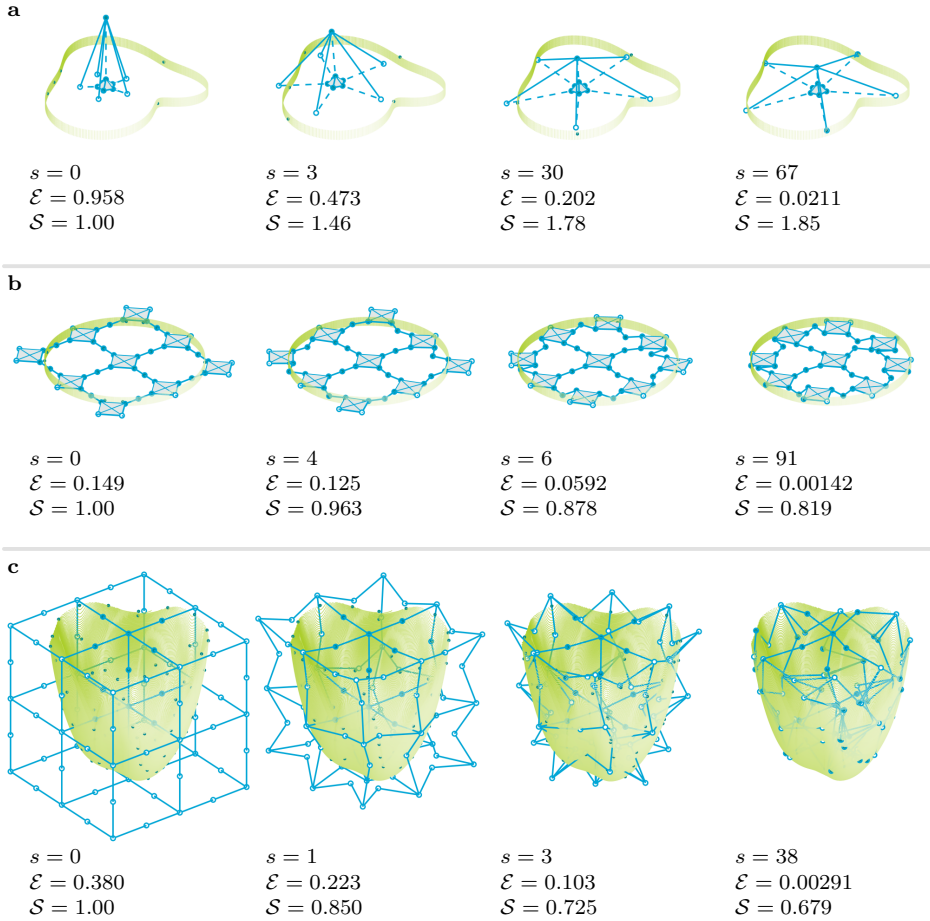 a
s = 0
ℰ = 0.958
𝒮 = 1.00
s = 3
ℰ = 0.473
𝒮 = 1.46
s = 30
ℰ = 0.202
𝒮 = 1.78
s = 67
ℰ = 0.0211
𝒮 = 1.85
b
s = 0
ℰ = 0.149
𝒮 = 1.00
s = 4
ℰ = 0.125
𝒮 = 0.963
s = 6
ℰ = 0.0592
𝒮 = 0.878
s = 91
ℰ = 0.00142
𝒮 = 0.819
c
s = 0
ℰ = 0.380
𝒮 = 1.00
s = 1
ℰ = 0.223
𝒮 = 0.850
s = 3
ℰ = 0.103
𝒮 = 0.725
s = 38
ℰ = 0.00291
𝒮 = 0.679